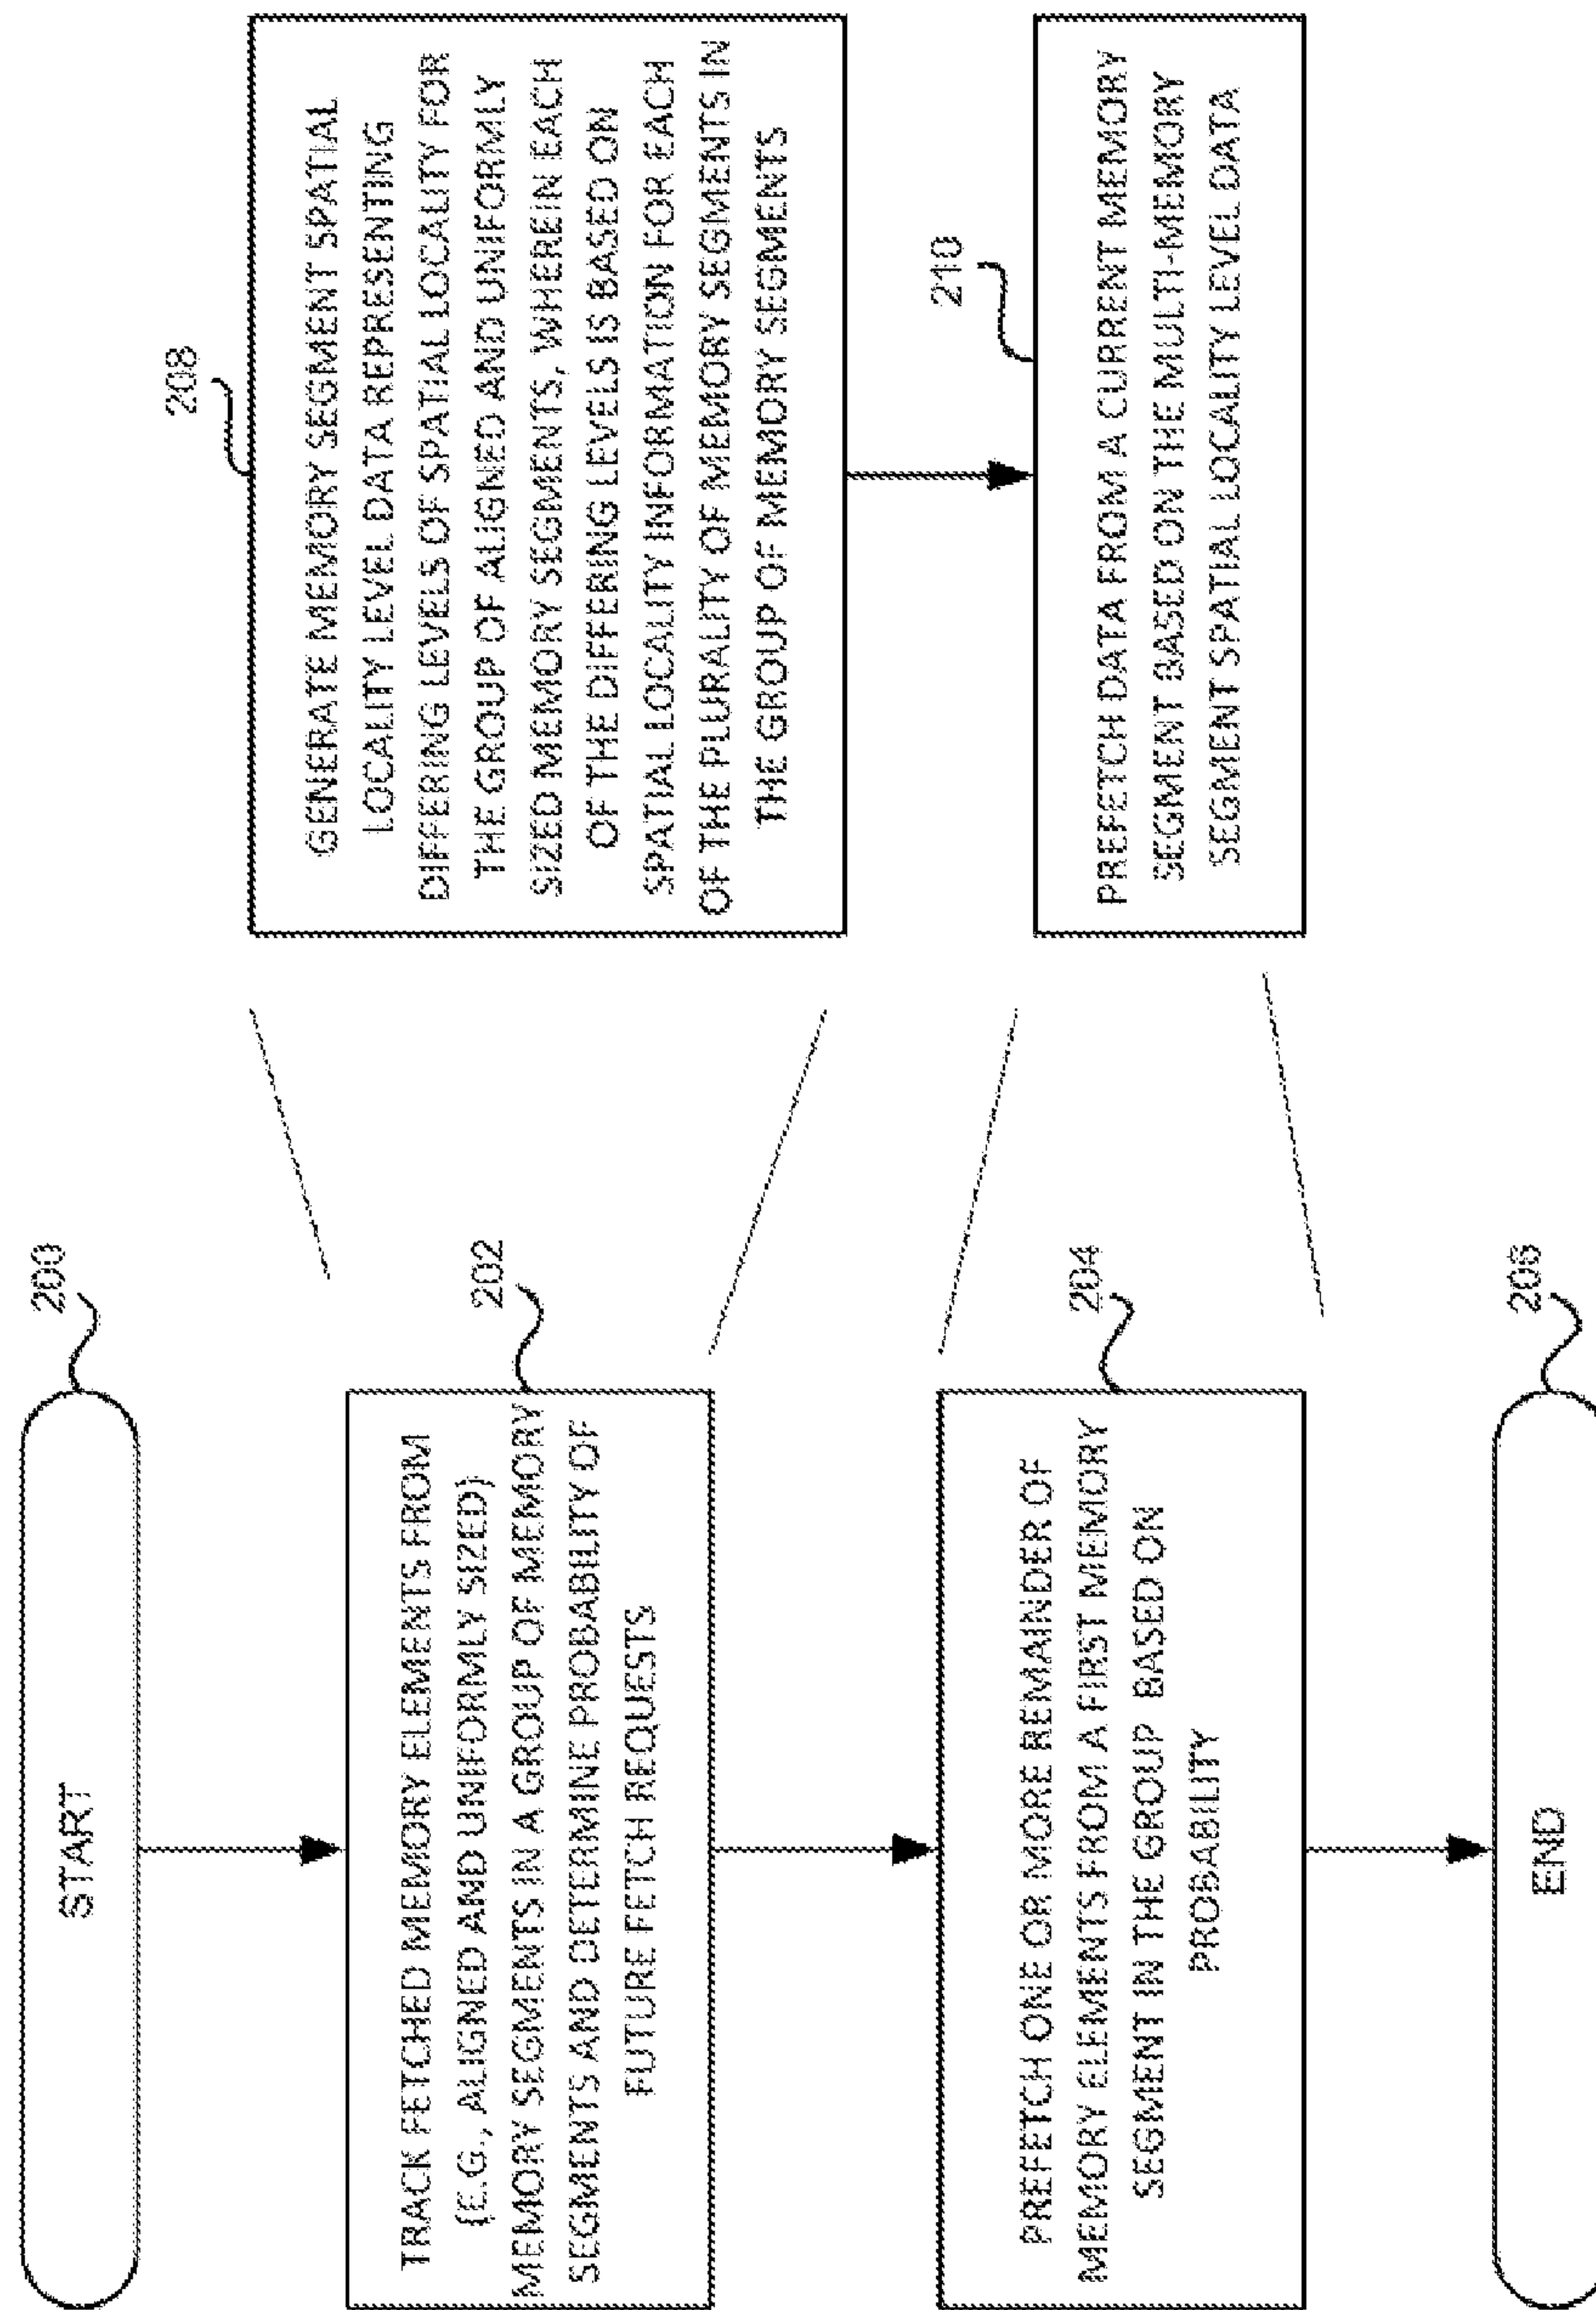 200
START
202
TRACK FETCHED MEMORY ELEMENTS FROM
(E.G., ALIGNED AND UNIFORMLY SIZED)
MEMORY SEGMENTS IN A GROUP OF MEMORY
SEGMENTS AND DETERMINE PROBABILITY OF
FUTURE FETCH REQUESTS
204
PREFETCH ONE OR MORE REMAINDER OF
MEMORY ELEMENTS FROM A FIRST MEMORY
SEGMENT IN THE GROUP BASED ON
PROBABILITY
206
END
208
GENERATE MEMORY SEGMENT SPATIAL
LOCALITY LEVEL DATA REPRESENTING
DIFFERING LEVELS OF SPATIAL LOCALITY FOR
THE GROUP OF ALIGNED AND UNIFORMLY
SIZED MEMORY SEGMENTS, WHEREIN EACH
OF THE DIFFERING LEVELS IS BASED ON
SPATIAL LOCALITY INFORMATION FOR EACH
OF THE PLURALITY OF MEMORY SEGMENTS IN
THE GROUP OF MEMORY SEGMENTS
210
PREFETCH DATA FROM A CURRENT MEMORY
SEGMENT BASED ON THE MULTI-MEMORY
SEGMENT SPATIAL LOCALITY LEVEL DATA